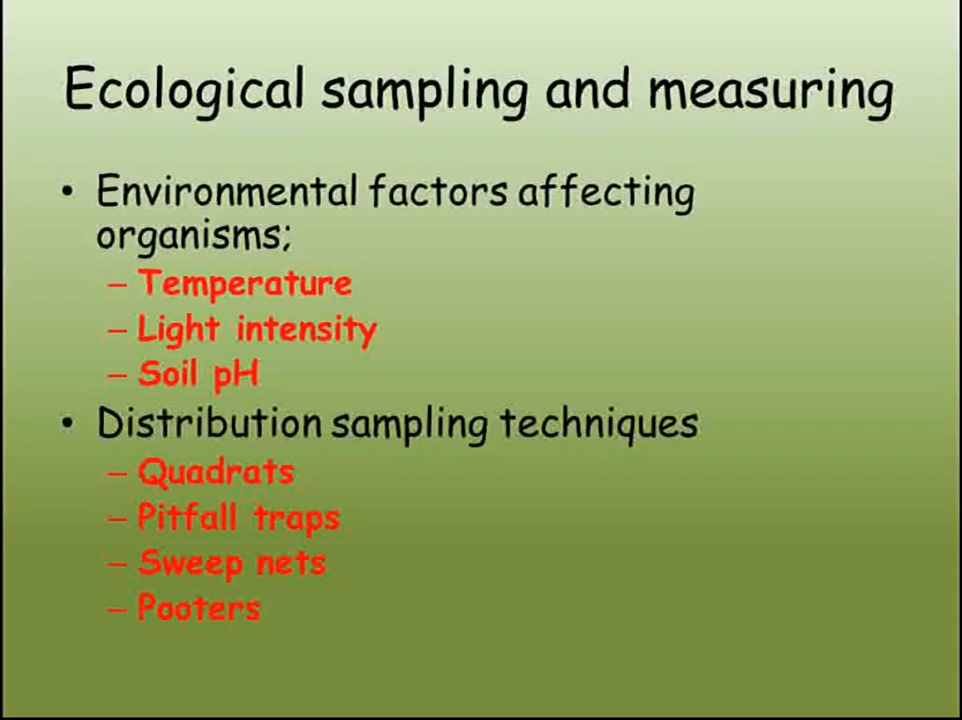 Ecological sampling and measuring
• Environmental factors affecting
organisms;
– Temperature
– Light intensity
– Soil pH
• Distribution sampling techniques
– Quadrats
– Pitfall traps
– Sweep nets
– Pooters